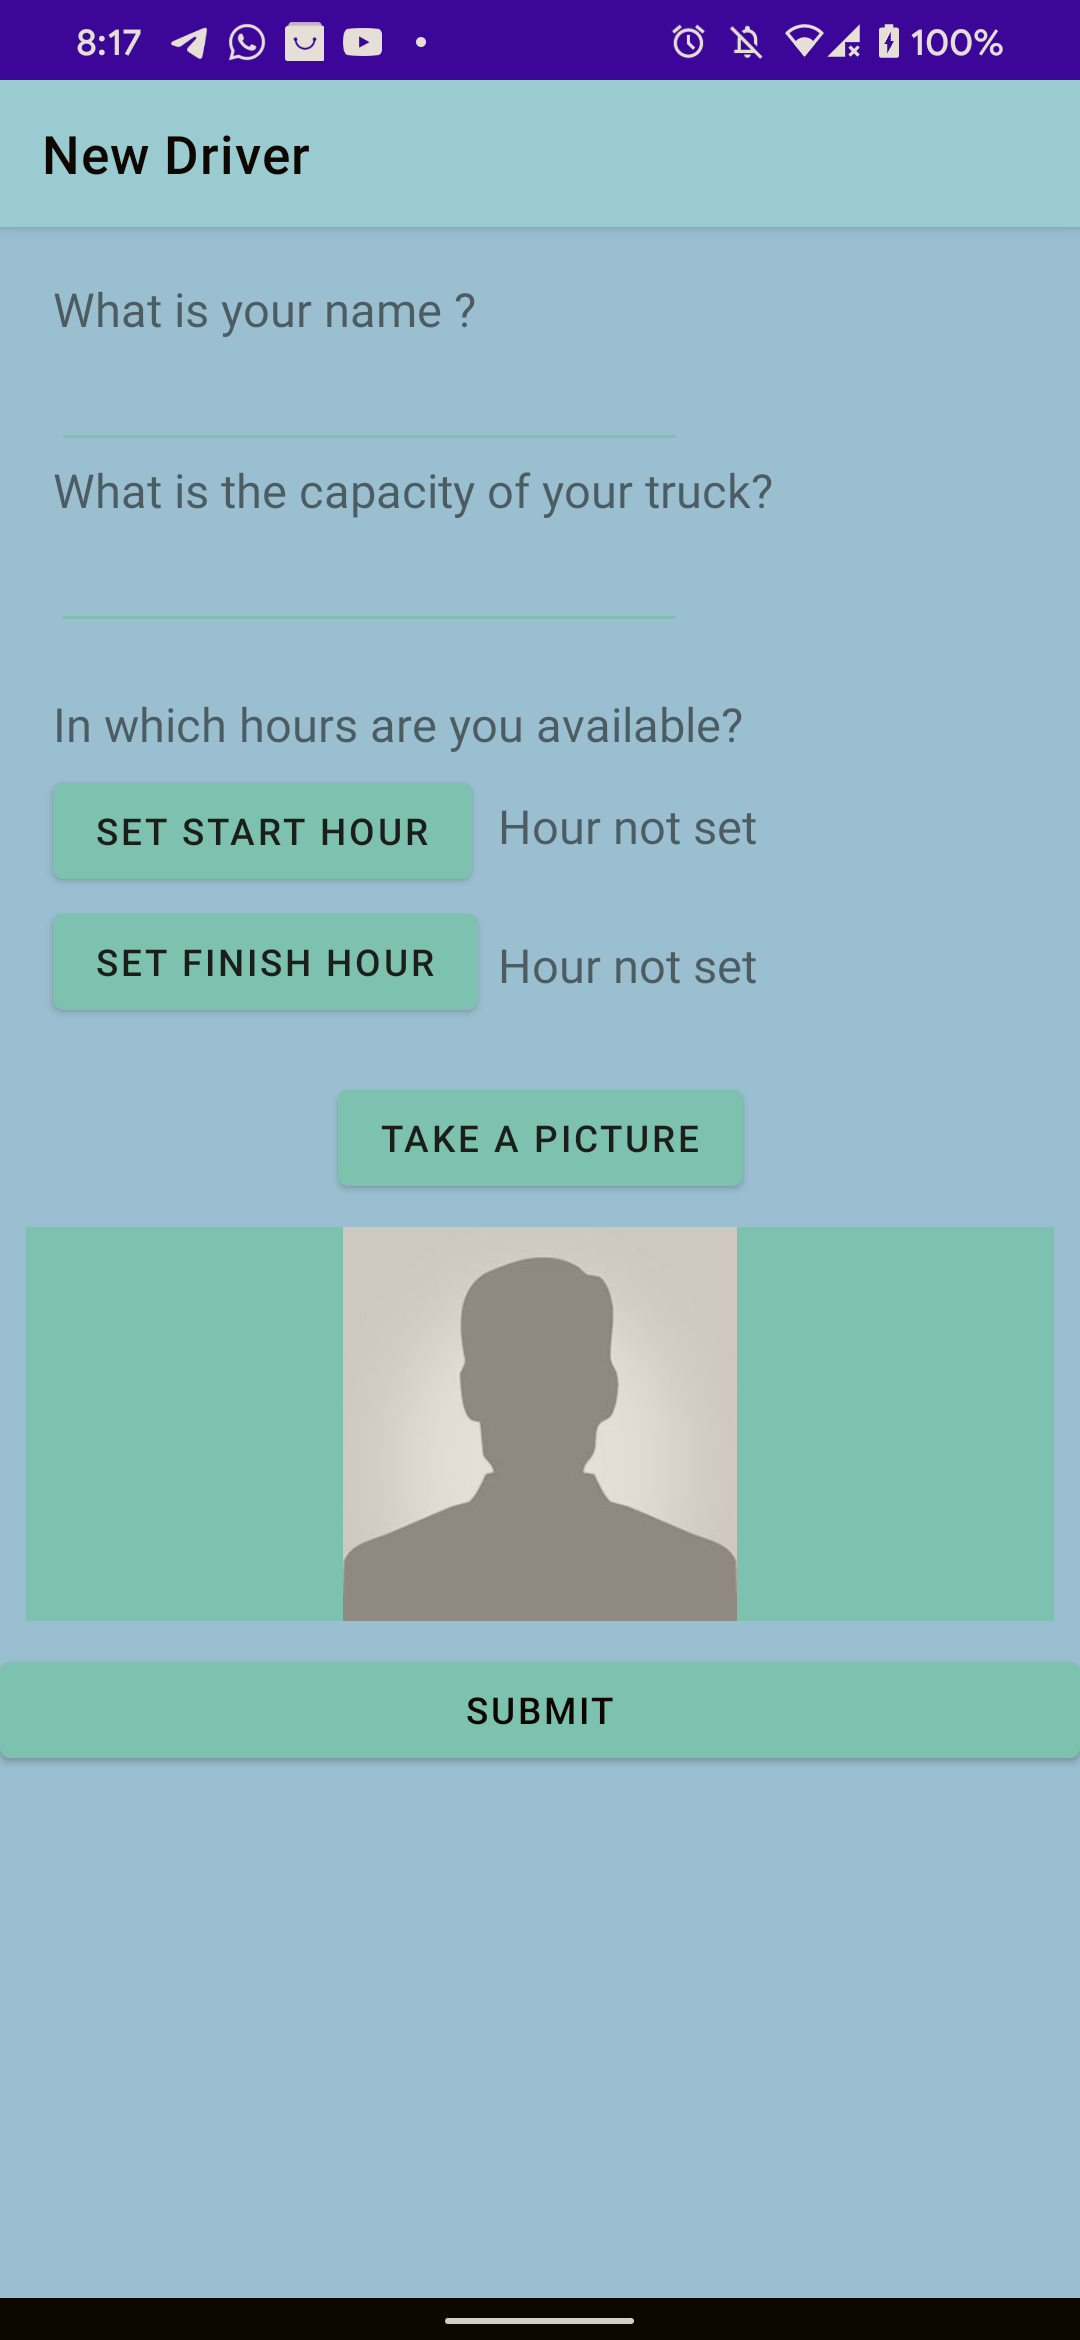 8:17 100%
New Driver
What is your name ?
What is the capacity of your truck?
In which hours are you available?
SET START HOUR Hour not set
SET FINISH HOUR Hour not set
TAKE A PICTURE
SUBMIT